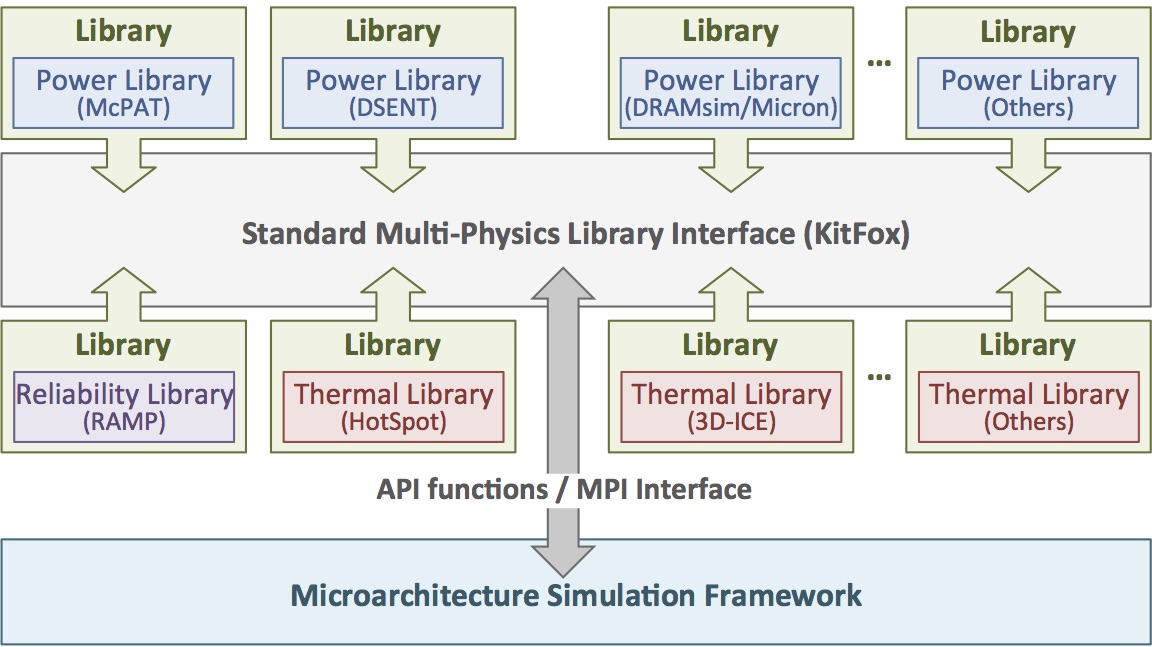 Library
Power Library
(McPAT)
Library
Power Library
(DSENT)
Library
Power Library
(DRAMsim/Micron)
...
Library
Power Library
(Others)
Standard Multi-Physics Library Interface (KitFox)
Library
Reliability Library
(RAMP)
Library
Thermal Library
(HotSpot)
Library
Thermal Library
(3D-ICE)
...
Library
Thermal Library
(Others)
API functions / MPI Interface
Microarchitecture Simulation Framework